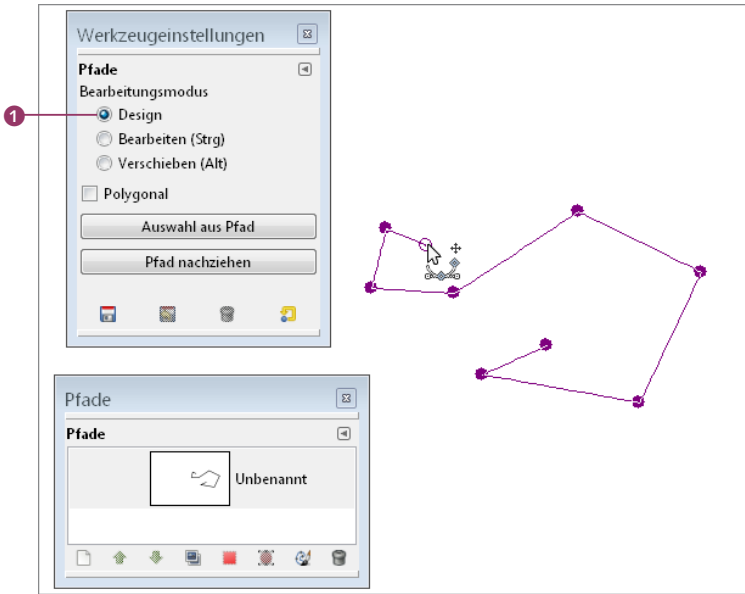 Werkzeugeinstellungen
Pfade
Bearbeitungsmodus
1
Design
Bearbeiten (Strg)
Verschieben (Alt)
Polygonal
Auswahl aus Pfad
Pfad nachziehen
Pfade
Pfade
Unbenannt